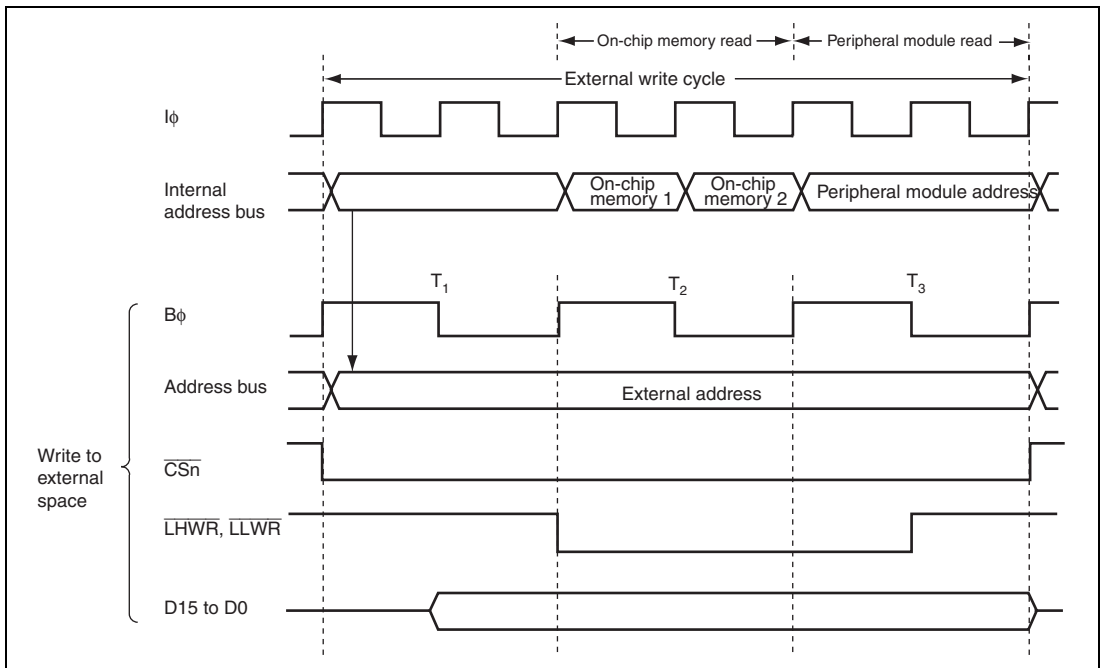 On-chip memory read
Peripheral module read
External write cycle
Iϕ
Internal
address bus
On-chip
memory 1
On-chip
memory 2
Peripheral module address
T1
T2
T3
Bϕ
Address bus
External address
Write to
external
space
CSn
LHWR, LLWR
D15 to D0